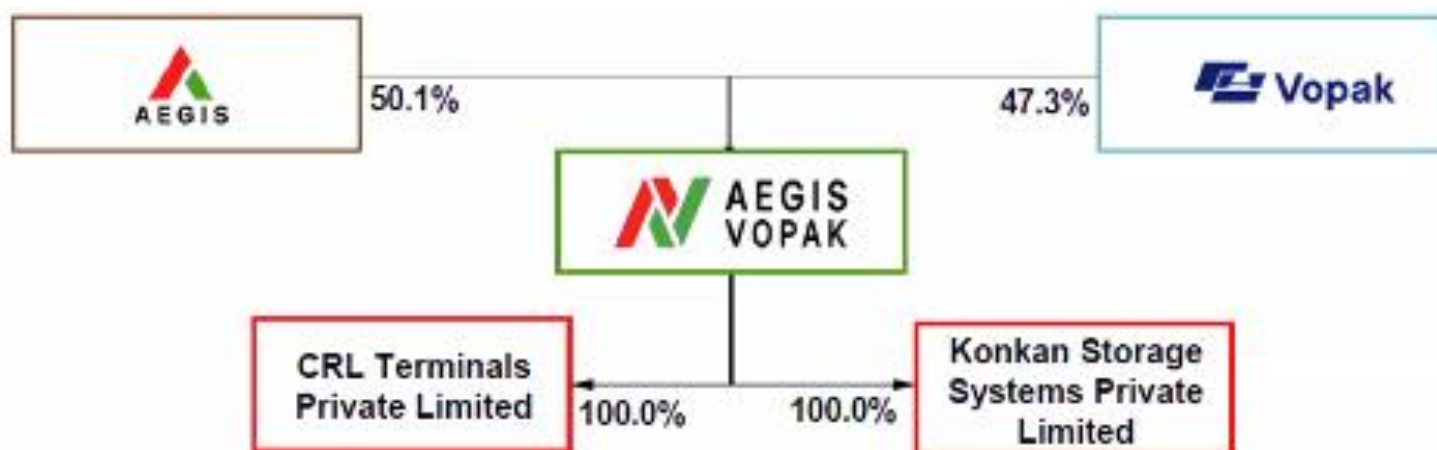 AEGIS
50.1%
47.3%
Vopak
AEGIS
VOPAK
CRL Terminals
Private Limited
100.0%
100.0%
Konkan Storage
Systems Private
Limited